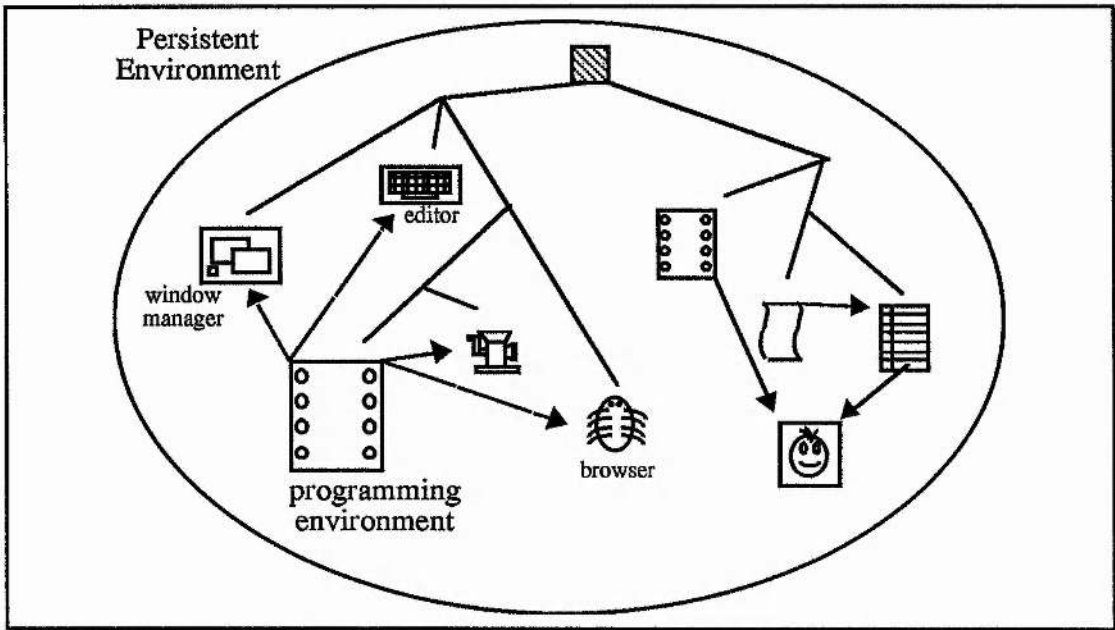 Persistent
Environment
editor
window
manager
browser
programming
environment